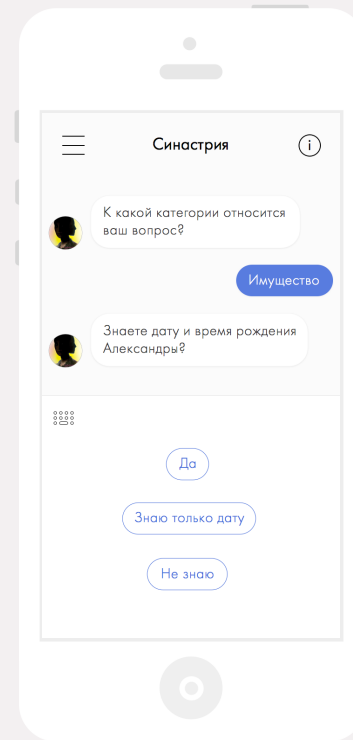 Синастрия
i
К какой категории относится
ваш вопрос?
Имущество
Знаете дату и время рождения
Александры?
Да
Знаю только дату
Не знаю